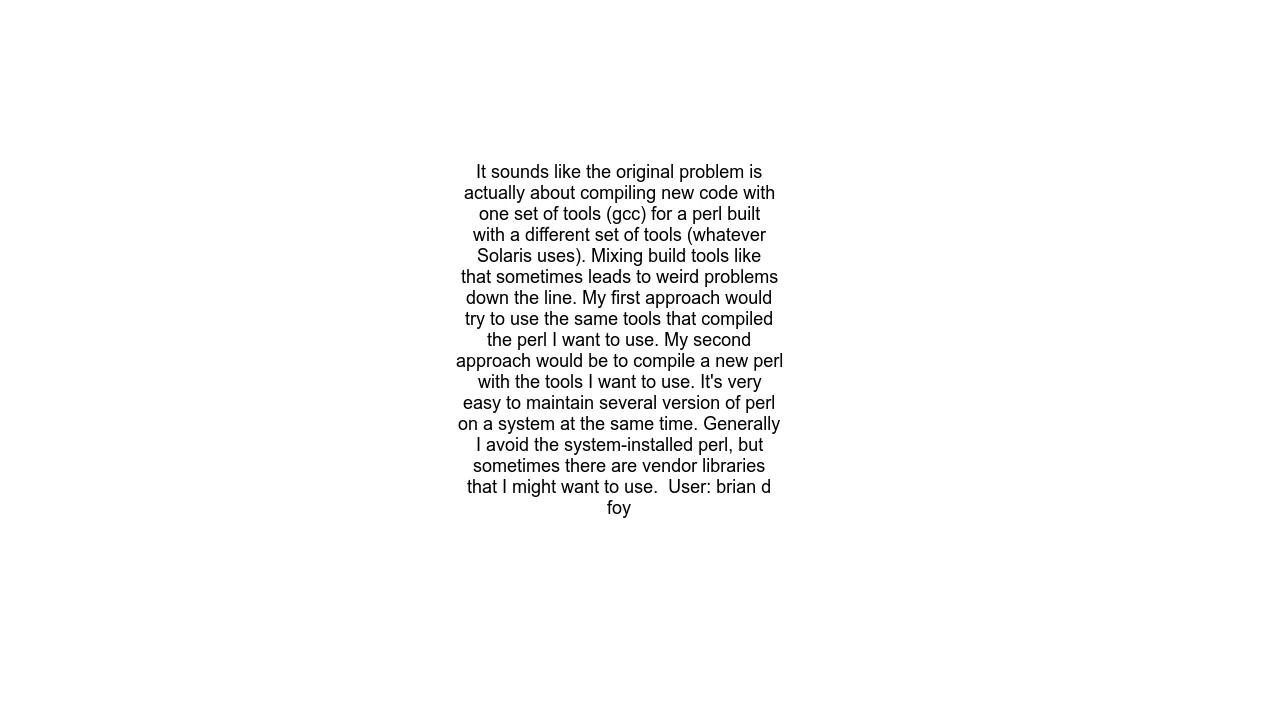 It sounds like the original problem is
actually about compiling new code with
one set of tools (gcc) for a perl built
with a different set of tools (whatever
Solaris uses). Mixing build tools like
that sometimes leads to weird problems
down the line. My first approach would
try to use the same tools that compiled
the perl I want to use. My second
approach would be to compile a new perl
with the tools I want to use. It's very
easy to maintain several version of perl
on a system at the same time. Generally
I avoid the system-installed perl, but
sometimes there are vendor libraries
that I might want to use.  User: brian d
foy